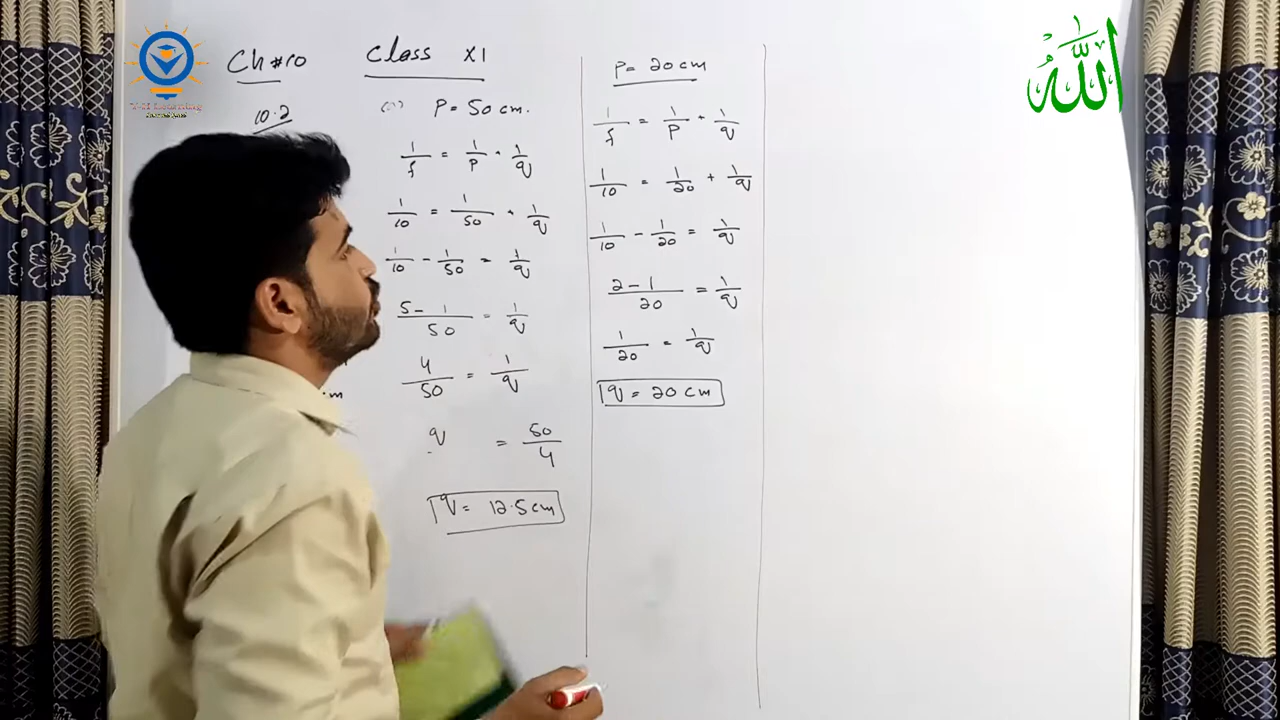 Ch#10
Class XI
10.2
(i) P = 50 cm.
1/f = 1/P + 1/q
1/10 = 1/50 + 1/q
1/10 - 1/50 = 1/q
5 - 1/50 = 1/q
4/50 = 1/q
q = 50/4
q = 12.5 cm
cm
P = 20 cm
1/f = 1/P + 1/q
1/10 = 1/20 + 1/q
1/10 - 1/20 = 1/q
2 - 1/20 = 1/q
1/20 = 1/q
q = 20 cm
الله